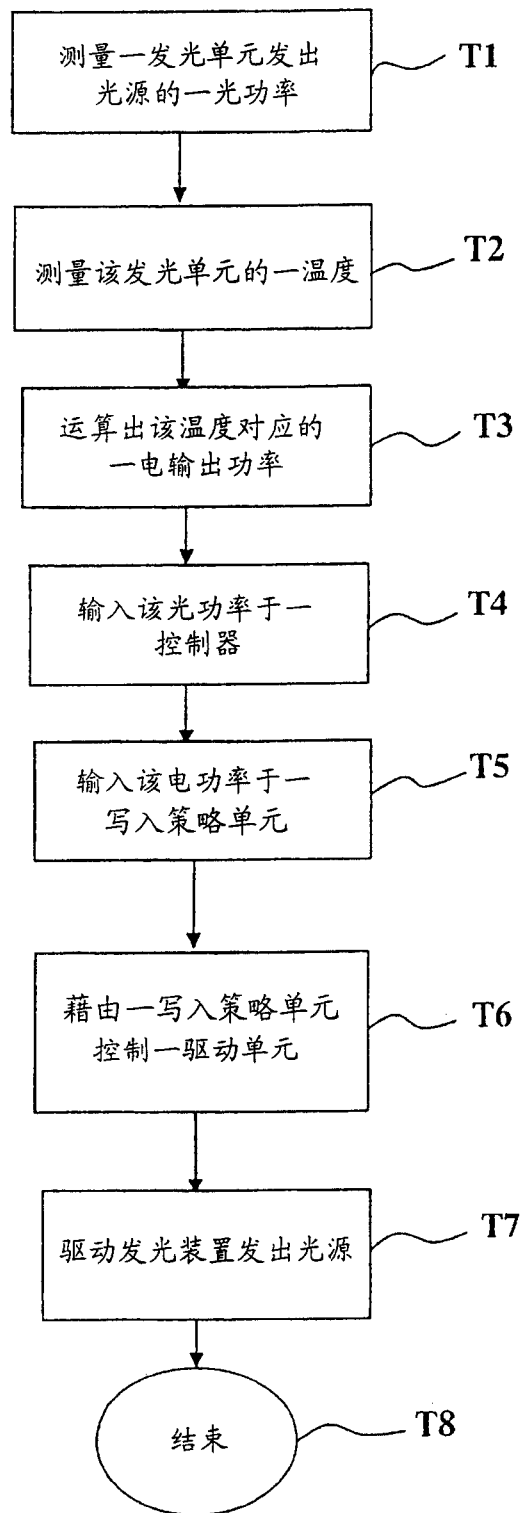 测量一发光单元发出
光源的一光功率
T1
测量该发光单元的一温度
T2
运算出该温度对应的
一电输出功率
T3
输入该光功率于一
控制器
T4
输入该电功率于一
写入策略单元
T5
藉由一写入策略单元
控制一驱动单元
T6
驱动发光装置发出光源
T7
结束
T8